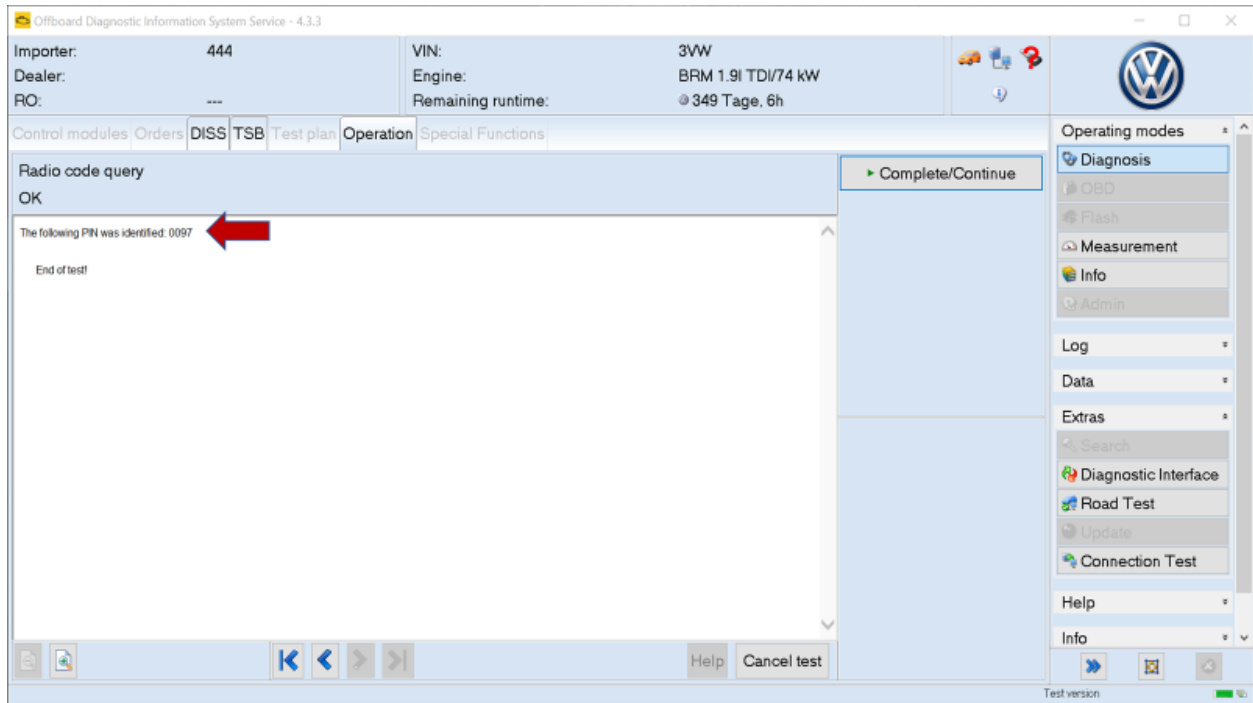 Offboard Diagnostic Information System Service - 4.3.3
Importer: 444 VIN: 3VW
Dealer: Engine: BRM 1.9l TDI/74 kW
RO: --- Remaining runtime: 349 Tage, 6h
Control modules Orders DISS TSB Test plan Operation Special Functions
Radio code query
OK
Complete/Continue
The following PIN was identified: 0097
End of test!
Help Cancel test
Operating modes
Diagnosis
OBD
Flash
Measurement
Info
Admin
Log
Data
Extras
Search
Diagnostic Interface
Road Test
Update
Connection Test
Help
Info
Test version